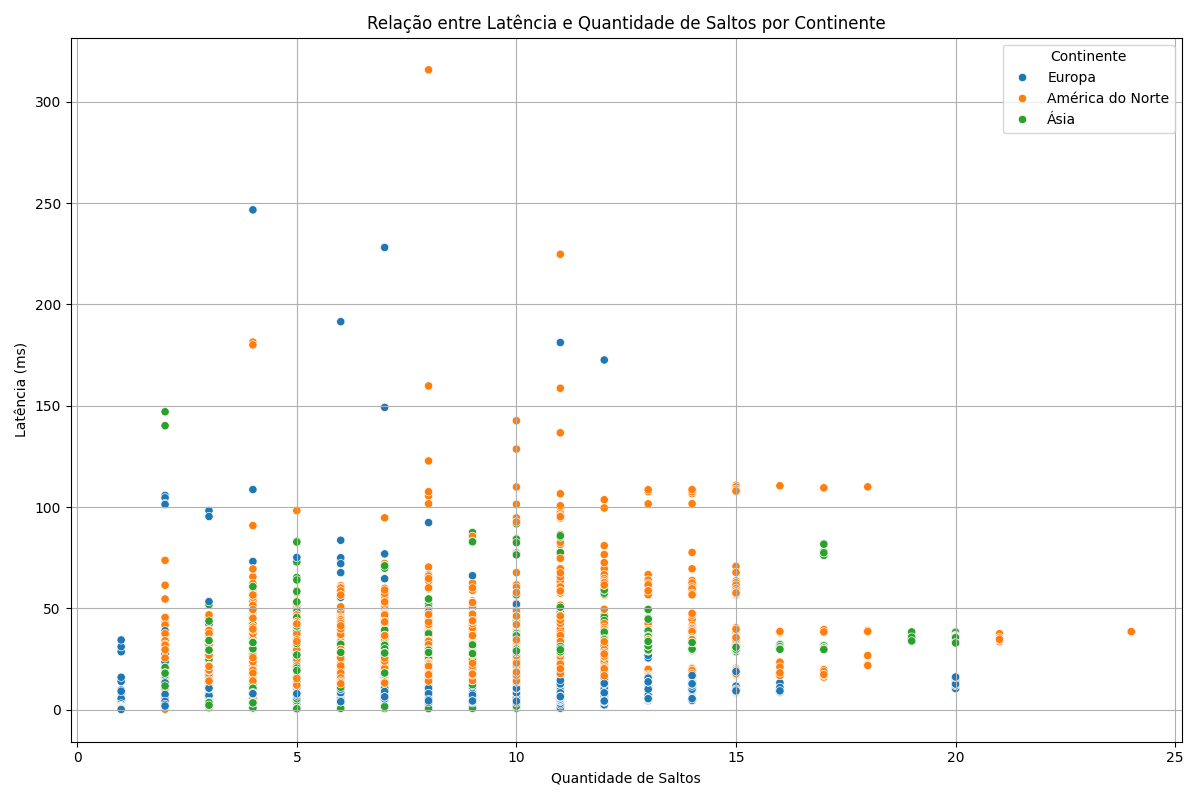 Relação entre Latência e Quantidade de Saltos por Continente
Continente
Europa
América do Norte
Ásia
Latência (ms)
300
250
200
150
100
50
0
0 5 10 15 20 25
Quantidade de Saltos